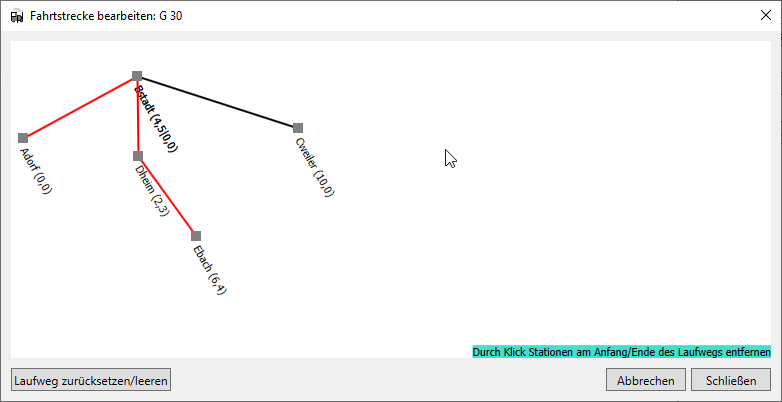 Fahrtstrecke bearbeiten: G 30
Bstadt (4,5|0,0)
Adorf (0,0)
Cweiler (10,0)
Dheim (2,3)
Ebach (6,4)
Durch Klick Stationen am Anfang/Ende des Laufwegs entfernen
Laufweg zurücksetzen/leeren
Abbrechen
Schließen